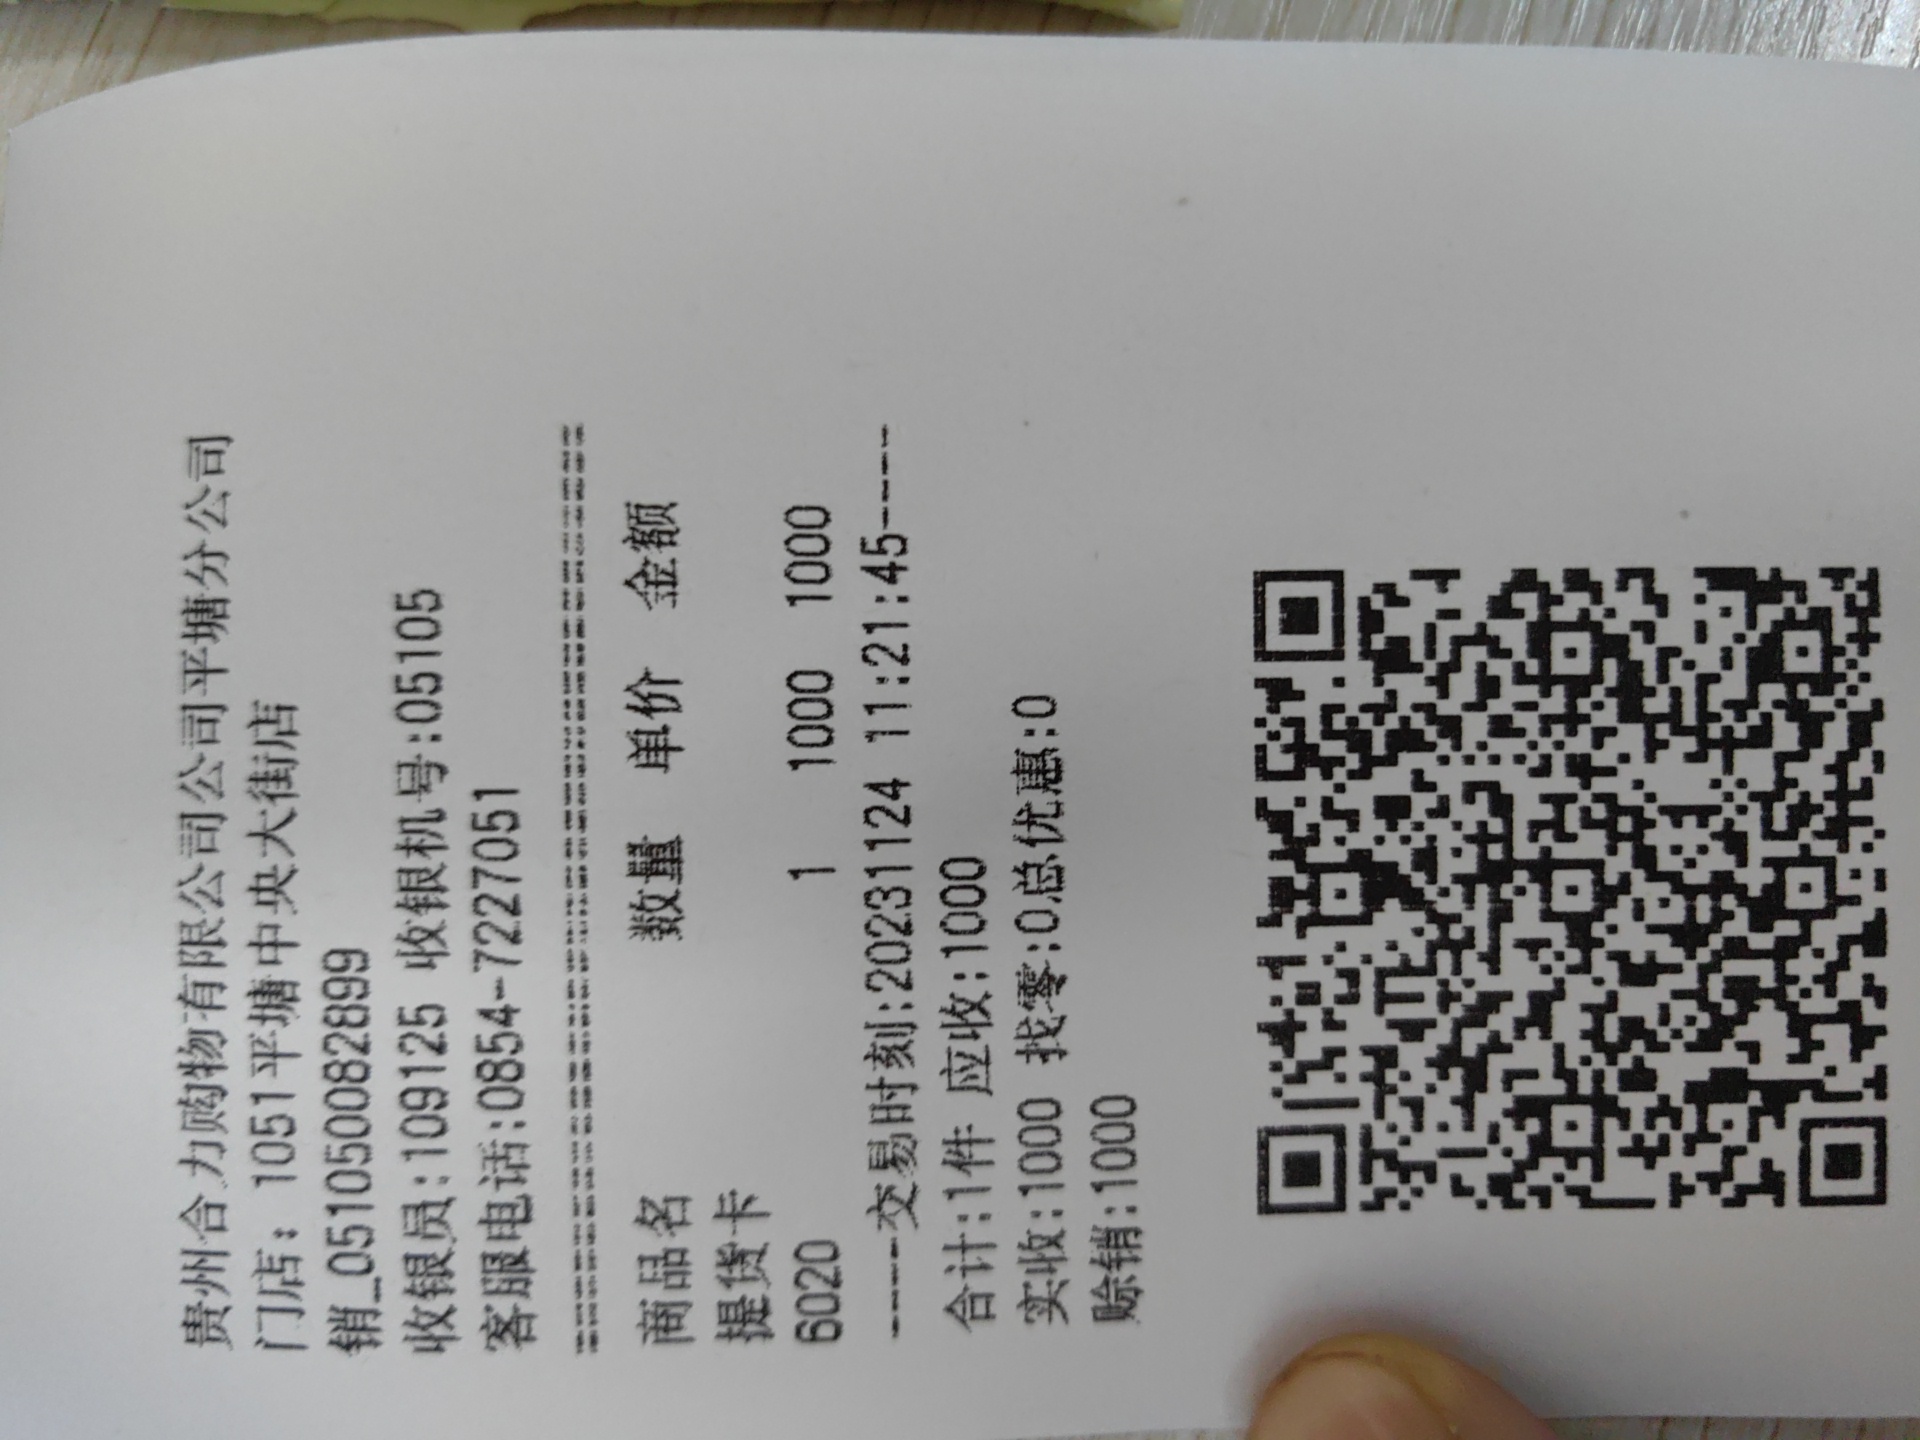 贵州合力购物有限公司公司平塘分公司
门店: 1051平塘中央大街店
销_051050082899
收银员:109125 收银机号:05105
客服电话:0854-7227051
商品名 数量 单价 金额
提货卡
6020 1 1000 1000
-----交易时刻:20231124 11:21:45-----
合计:1件 应收:1000
实收:1000 找零:0总优惠:0
赊销:1000